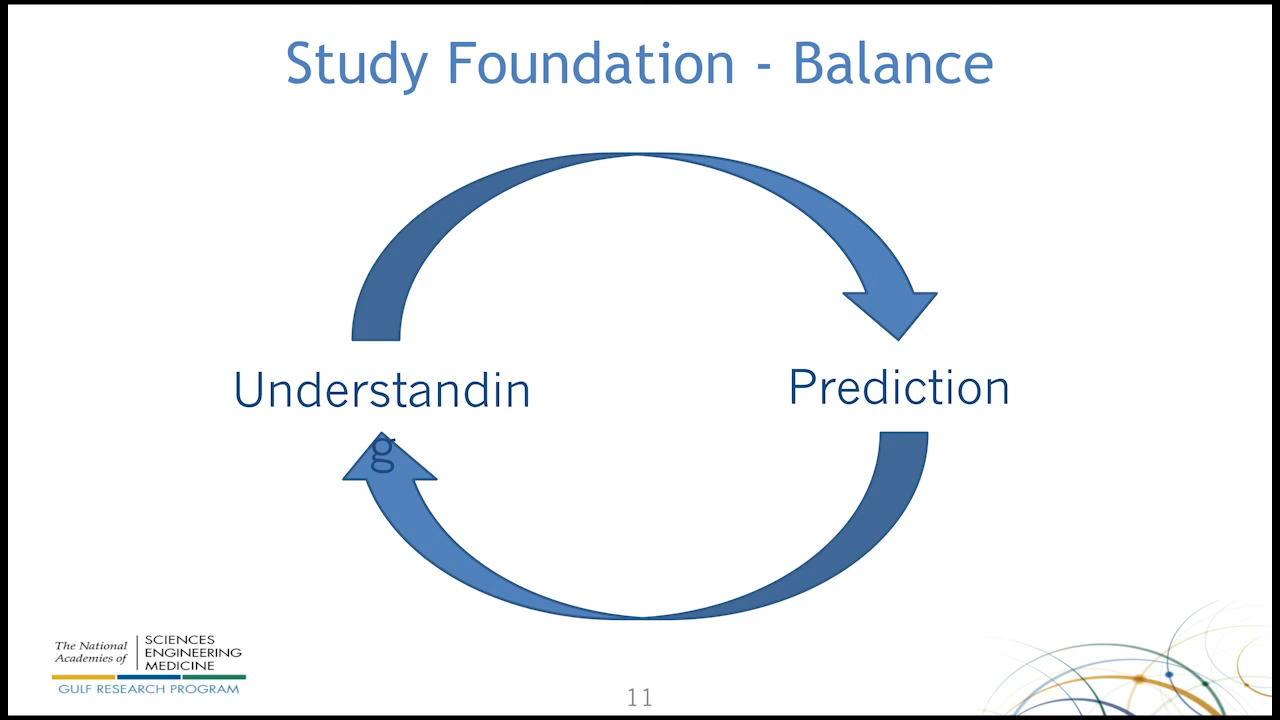 Study Foundation - Balance
Understandin
g
Prediction
The National
Academies of
SCIENCES
ENGINEERING
MEDICINE
GULF RESEARCH PROGRAM
11